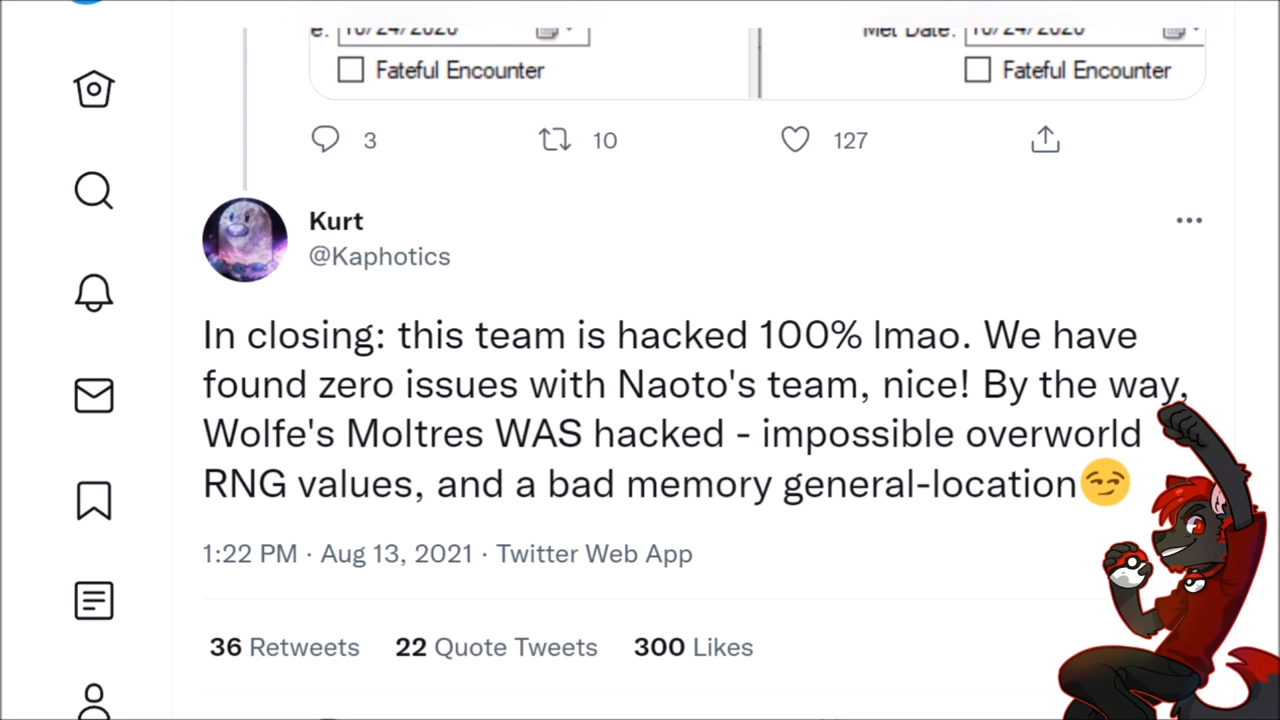 Fateful Encounter
Fateful Encounter
3 10 127
Kurt
@Kaphotics
In closing: this team is hacked 100% lmao. We have
found zero issues with Naoto's team, nice! By the way,
Wolfe's Moltres WAS hacked - impossible overworld
RNG values, and a bad memory general-location😏
1:22 PM · Aug 13, 2021 · Twitter Web App
36 Retweets 22 Quote Tweets 300 Likes